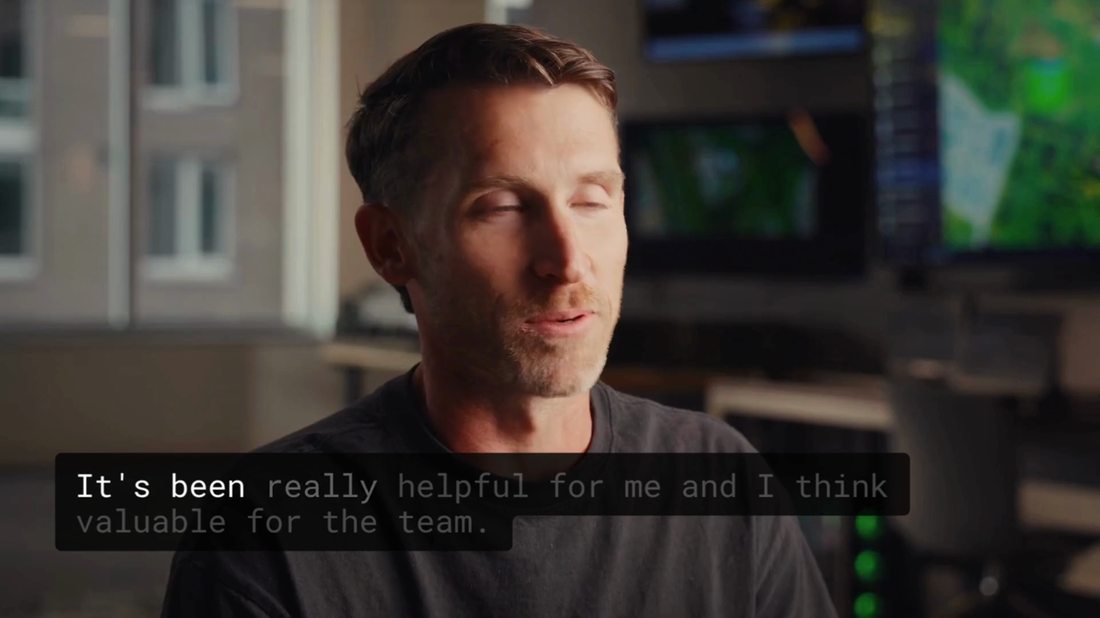 It's been really helpful for me and I think
valuable for the team.